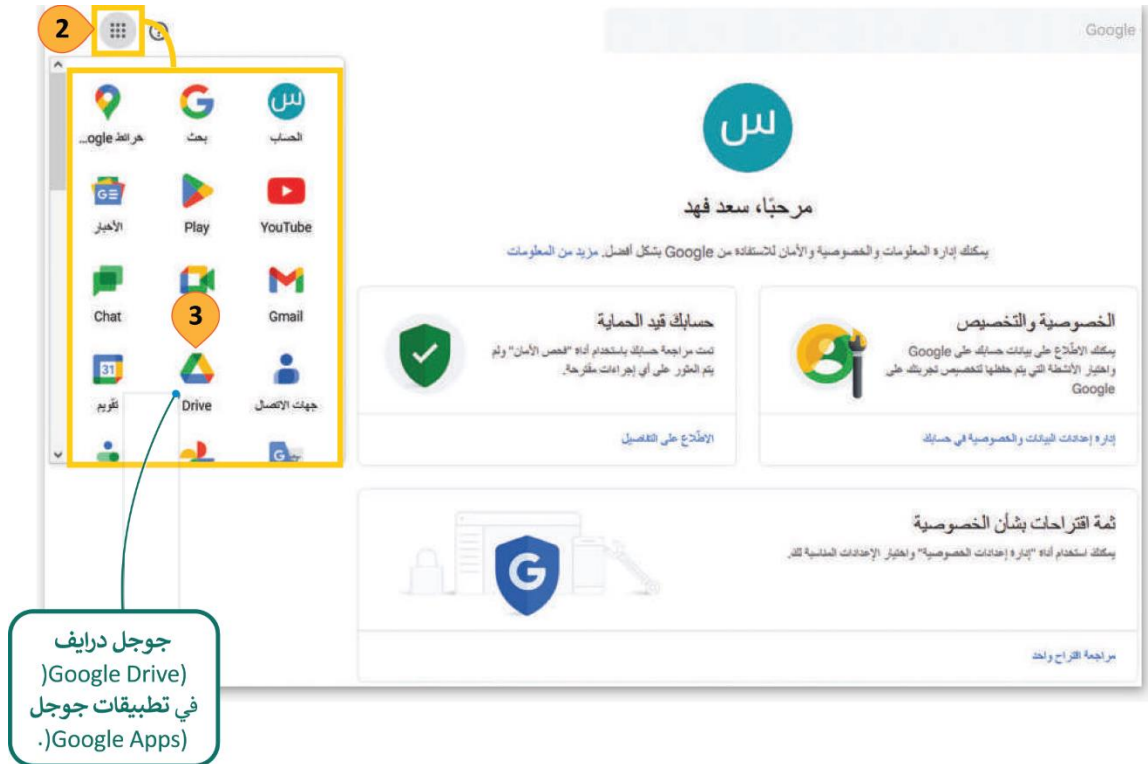 Google
2
س
مرحبًا، سعد فهد
يمكنك إدارة المعلومات والخصوصية والأمان للاستفادة من Google بشكل أفضل. مزيد من المعلومات
الخصوصية والتخصيص
يمكنك الاطّلاع على بيانات حسابك على Google
واختيار الأنشطة التي يتم حفظها لتخصيص تجربتك على
Google
إدارة إعدادات البيانات والخصوصية في حسابك
حسابك قيد الحماية
تمت مراجعة حسابك باستخدام أداة "فحص الأمان" ولم
يتم العثور على أي إجراءات مقترحة.
الاطّلاع على التفاصيل
ثمة اقتراحات بشأن الخصوصية
يمكنك استخدام أداة "إدارة إعدادات الخصوصية" واختيار الإعدادات المناسبة لك.
مراجعة اقتراح واحد
س
الحساب
بحث
خرائط ogle...
YouTube
Play
الأخبار
Gmail
3
Chat
جهات الاتصال
Drive
31
تقويم
جوجل درايف
(Google Drive)
في تطبيقات جوجل
(Google Apps).